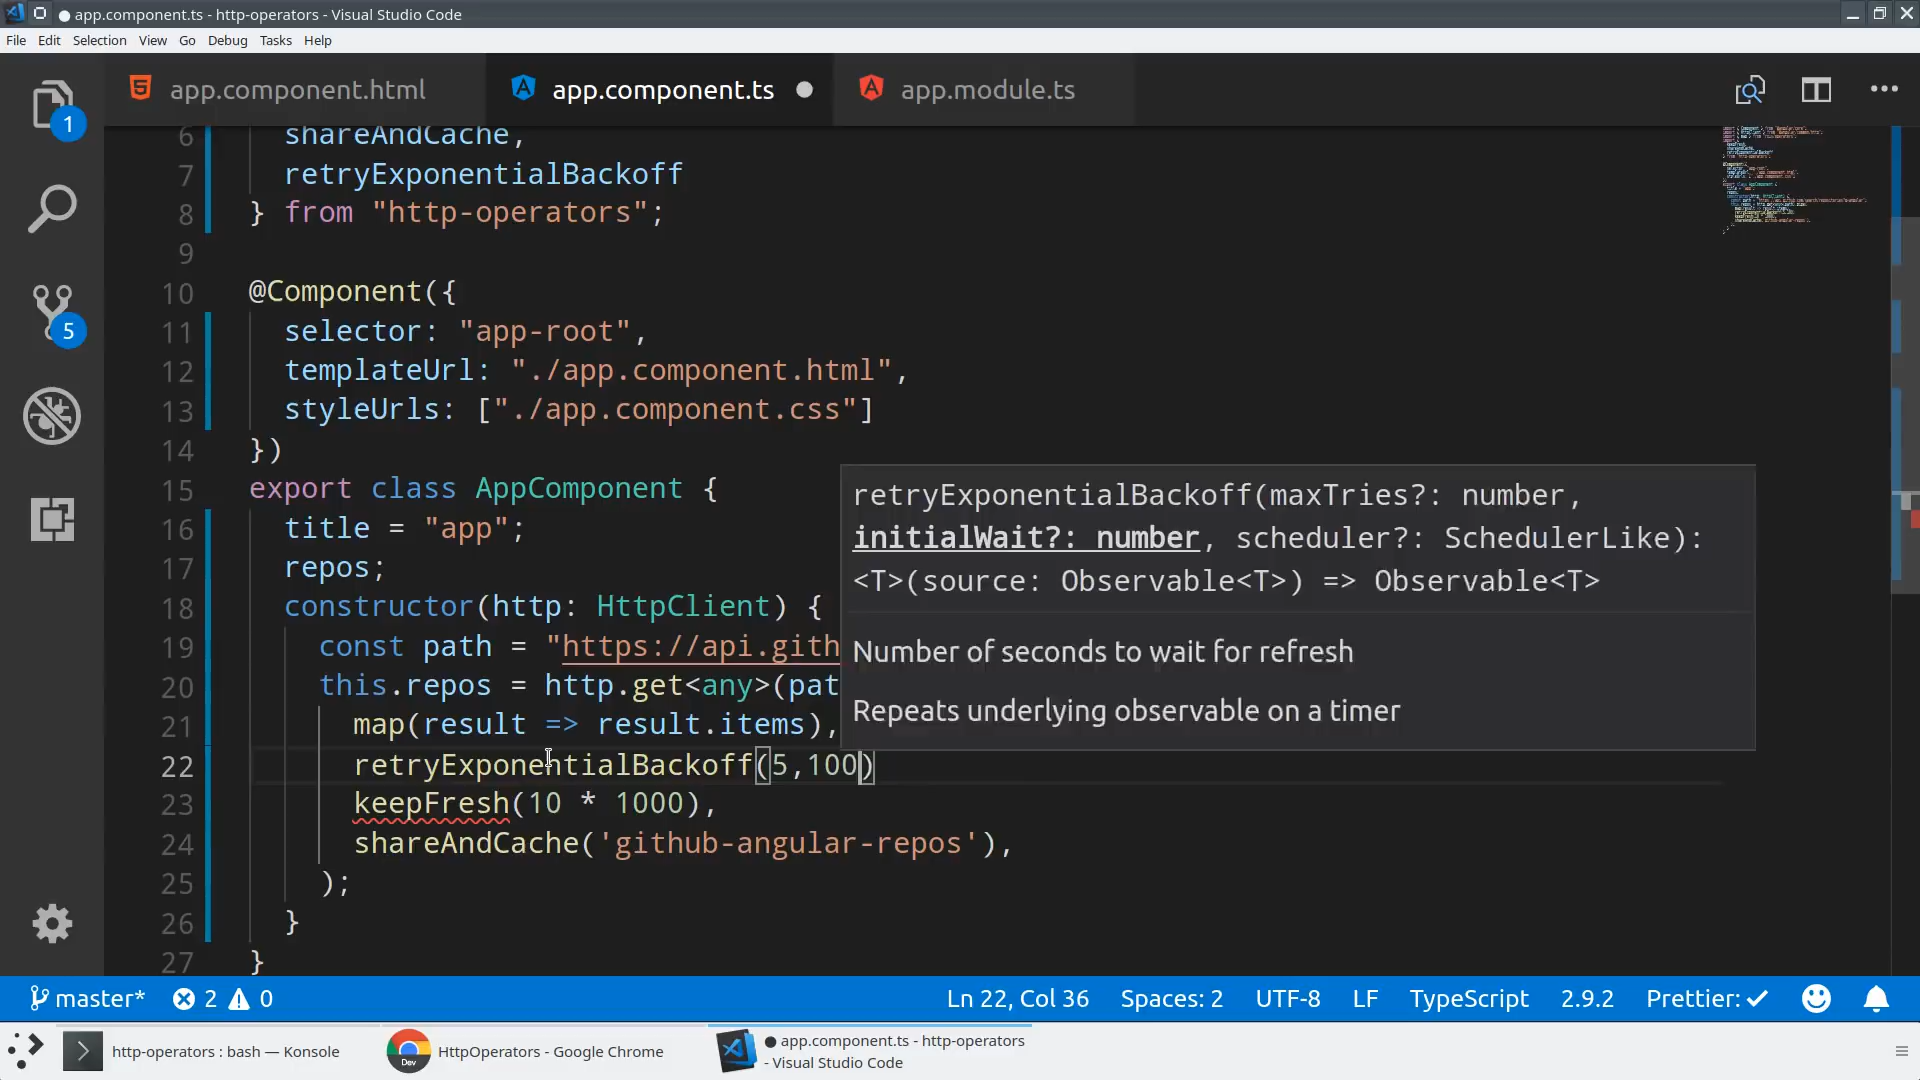 app.component.ts - http-operators - Visual Studio Code
File Edit Selection View Go Debug Tasks Help
app.component.html app.component.ts app.module.ts
1
5
6 shareAndCache,
7 retryExponentialBackoff
8 } from "http-operators";
9
10 @Component({
11 selector: "app-root",
12 templateUrl: "./app.component.html",
13 styleUrls: ["./app.component.css"]
14 })
15 export class AppComponent {
16 title = "app";
17 repos;
18 constructor(http: HttpClient) {
19 const path = "https://api.gith
20 this.repos = http.get<any>(pat
21 map(result => result.items),
22 retryExponentialBackoff(5,100)
23 keepFresh(10 * 1000),
24 shareAndCache('github-angular-repos'),
25 );
26 }
27 }
retryExponentialBackoff(maxTries?: number,
initialWait?: number, scheduler?: SchedulerLike):
<T>(source: Observable<T>) => Observable<T>
Number of seconds to wait for refresh
Repeats underlying observable on a timer
master* 2 0 Ln 22, Col 36 Spaces: 2 UTF-8 LF TypeScript 2.9.2 Prettier: ✓
http-operators : bash — Konsole
Dev
HttpOperators - Google Chrome
app.component.ts - http-operators
- Visual Studio Code